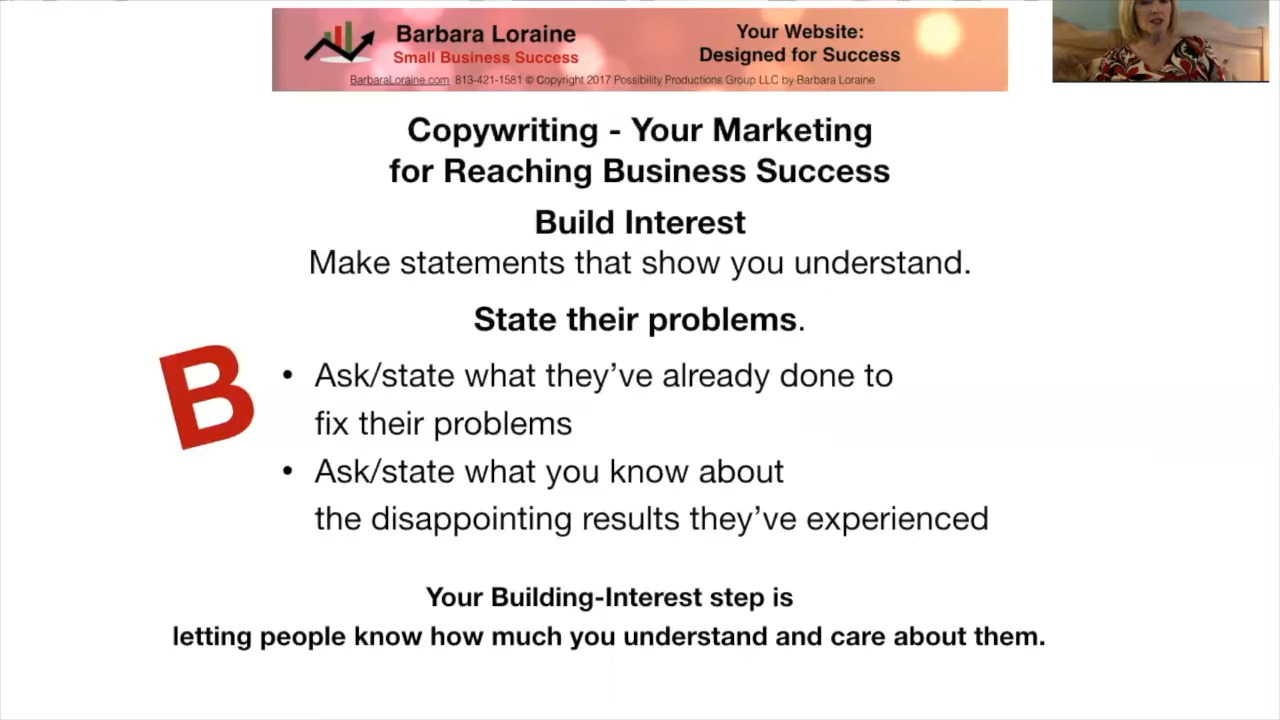 Barbara Loraine
Small Business Success
Your Website:
Designed for Success
BarbaraLoraine.com 813-421-1581 © Copyright 2017 Possibility Productions Group LLC by Barbara Loraine
Copywriting - Your Marketing
for Reaching Business Success
Build Interest
Make statements that show you understand.
State their problems.
B
• Ask/state what they've already done to
fix their problems
• Ask/state what you know about
the disappointing results they've experienced
Your Building-Interest step is
letting people know how much you understand and care about them.